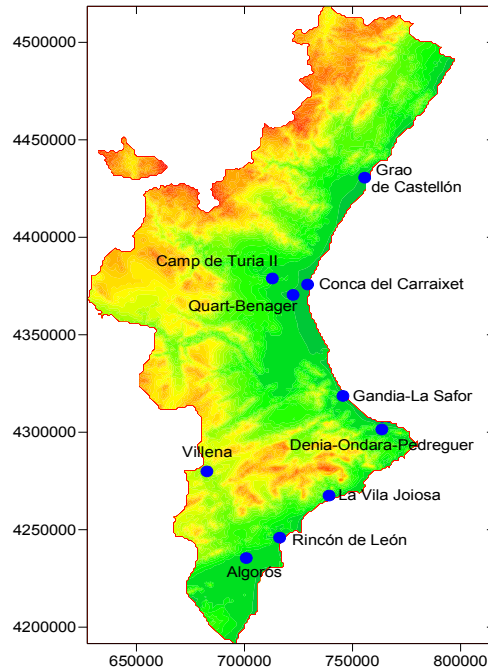 4500000
4450000
4400000
4350000
4300000
4250000
4200000
Grao
de Castellón
Camp de Turia II
Conca del Carraixet
Quart-Benager
Gandia-La Safor
Denia-Ondara-Pedreguer
Villena
La Vila Joiosa
Rincón de León
Algorós
650000 700000 750000 800000